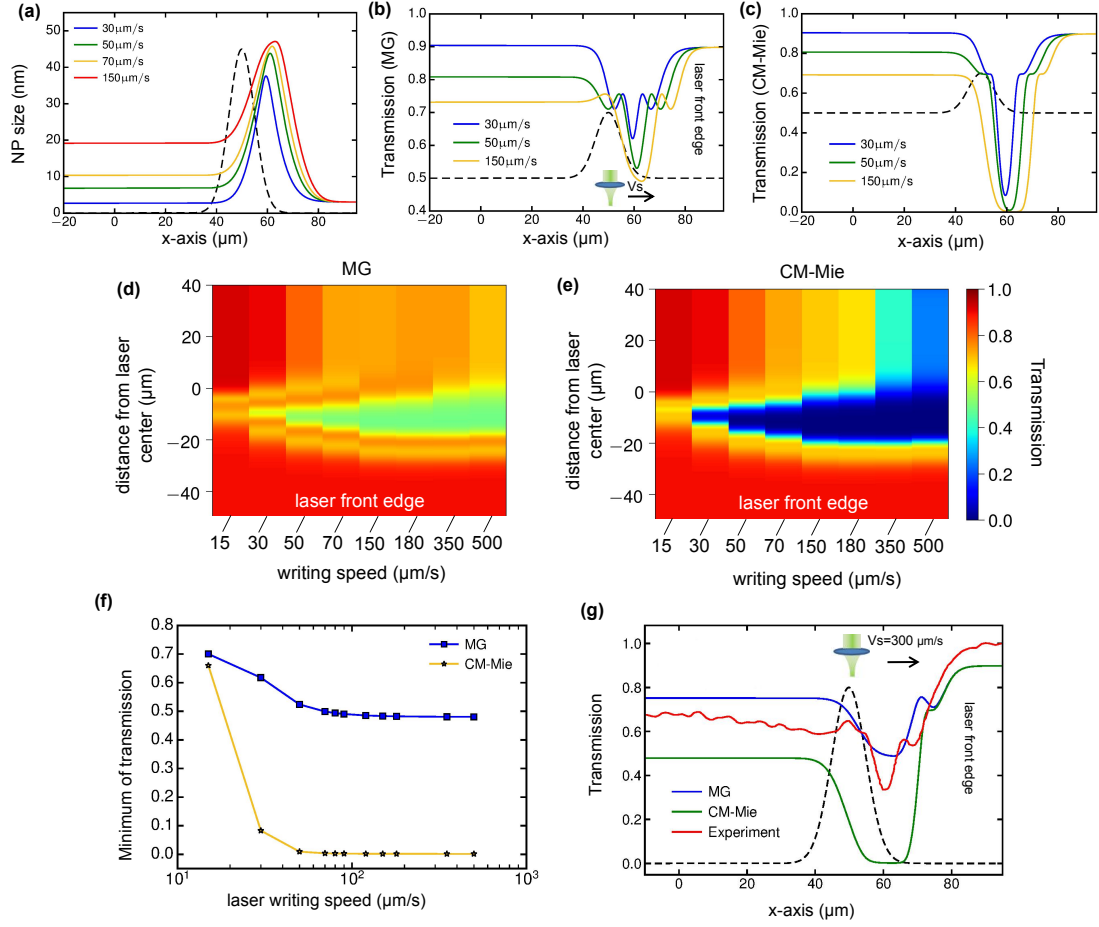 (a)
NP size (nm)
50
40
30
20
10
0
30μm/s
50μm/s
70μm/s
150μm/s
−20
0
20
40
60
80
x-axis (μm)
(b)
Transmission (MG)
1.0
0.9
0.8
0.7
0.6
0.5
0.4
30μm/s
50μm/s
150μm/s
laser front edge
Vs
−20
0
20
40
60
80
x-axis (μm)
(c)
Transmission (CM-Mie)
1.0
0.8
0.6
0.4
0.2
0.0
30μm/s
50μm/s
150μm/s
−20
0
20
40
60
80
x-axis (μm)
MG
(d)
distance from laser
center (μm)
40
20
0
−20
−40
laser front edge
15
30
50
70
150
180
350
500
writing speed (μm/s)
CM-Mie
(e)
distance from laser
center (μm)
40
20
0
−20
−40
laser front edge
15
30
50
70
150
180
350
500
writing speed (μm/s)
1.0
0.8
0.6
0.4
0.2
0.0
Transmission
(f)
Minimum of transmission
0.8
0.7
0.6
0.5
0.4
0.3
0.2
0.1
0.0
MG
CM-Mie
10¹
10²
10³
laser writing speed (μm/s)
(g)
Transmission
1.0
0.8
0.6
0.4
0.2
0.0
Vs=300 μm/s
laser front edge
MG
CM-Mie
Experiment
0
20
40
60
80
x-axis (μm)